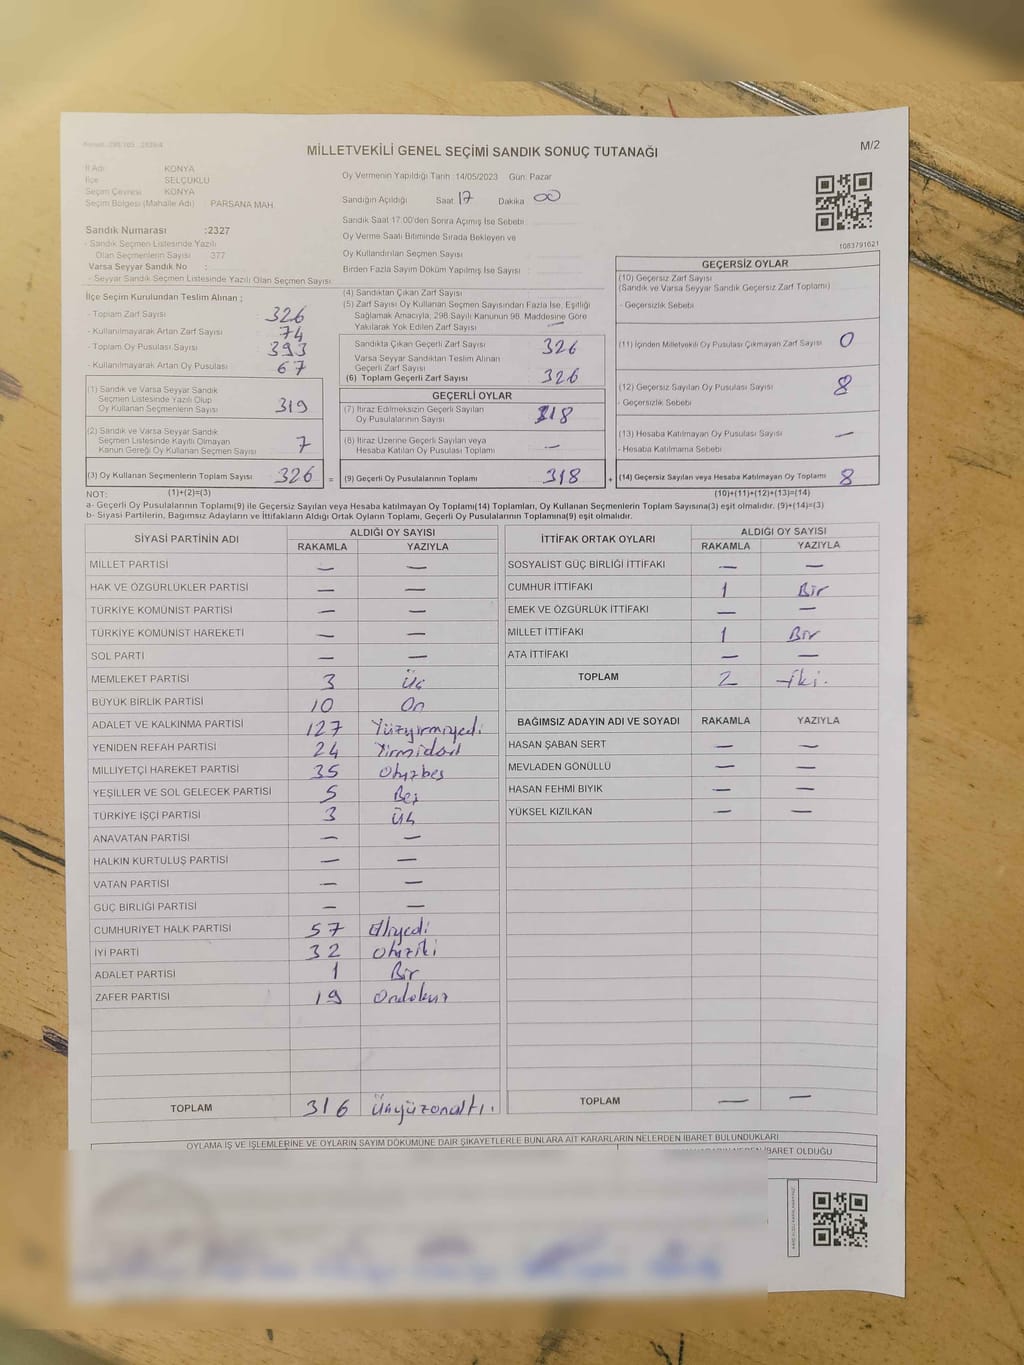 M/2
MİLLETVEKİLİ GENEL SEÇİMİ SANDIK SONUÇ TUTANAĞI
İl Adı : KONYA
İlçe : SELÇUKLU
Seçim Çevresi : KONYA
Seçim Bölgesi (Mahalle Adı) : PARSANA MAH.
Sandık Numarası :2327
- Sandık Seçmen Listesinde Yazılı
Olan Seçmenlerin Sayısı : 377
Varsa Seyyar Sandık No :
- Seyyar Sandık Seçmen Listesinde Yazılı Olan Seçmen Sayısı :
Oy Vermenin Yapıldığı Tarih :14/05/2023 Gün: Pazar
Sandığın Açıldığı Saat 17 Dakika 00
Sandık Saat 17:00'den Sonra Açımış İse Sebebi :
Oy Verme Saati Bitiminde Sırada Bekleyen ve
Oy Kullandırılan Seçmen Sayısı :
Birden Fazla Sayım Döküm Yapılmış İse Sayısı :
1083791621
İlçe Seçim Kurulundan Teslim Alınan ;
- Toplam Zarf Sayısı : 326
- Kullanılmayarak Artan Zarf Sayısı : 74
- Toplam Oy Pusulası Sayısı : 393
- Kullanılmayarak Artan Oy Pusulası : 67
(1) Sandık ve Varsa Seyyar Sandık
Seçmen Listesinde Yazılı Olup
Oy Kullanan Seçmenlerin Sayısı : 319
(2) Sandık ve Varsa Seyyar Sandık
Seçmen Listesinde Kayıtlı Olmayan
Kanun Gereği Oy Kullanan Seçmen Sayısı : 7
(3) Oy Kullanan Seçmenlerin Toplam Sayısı : 326 =
(4) Sandıktan Çıkan Zarf Sayısı :
(5) Zarf Sayısı Oy Kullanan Seçmen Sayısından Fazla İse, Eşitliği
Sağlamak Amacıyla, 298 Sayılı Kanunun 98. Maddesine Göre
Yakılarak Yok Edilen Zarf Sayısı : —
Sandıkta Çıkan Geçerli Zarf Sayısı : 326
Varsa Seyyar Sandıktan Teslim Alınan
Geçerli Zarf Sayısı :
(6) Toplam Geçerli Zarf Sayısı : 326
GEÇERLİ OYLAR
(7) İtiraz Edilmeksizin Geçerli Sayılan
Oy Pusulalarının Sayısı : 318
(8) İtiraz Üzerine Geçerli Sayılan veya
Hesaba Katılan Oy Pusulası Toplamı : —
(9) Geçerli Oy Pusulalarının Toplamı : 318 +
GEÇERSİZ OYLAR
(10) Geçersiz Zarf Sayısı
(Sandık ve Varsa Seyyar Sandık Geçersiz Zarf Toplamı) :
- Geçersizlik Sebebi :
(11) İçinden Milletvekili Oy Pusulası Çıkmayan Zarf Sayısı : 0
(12) Geçersiz Sayılan Oy Pusulası Sayısı : 8
- Geçersizlik Sebebi :
(13) Hesaba Katılmayan Oy Pusulası Sayısı : —
- Hesaba Katılmama Sebebi :
(14) Geçersiz Sayılan veya Hesaba Katılmayan Oy Toplamı : 8
NOT: (1)+(2)=(3) (10)+(11)+(12)+(13)=(14)
a- Geçerli Oy Pusulalarının Toplamı(9) ile Geçersiz Sayılan veya Hesaba katılmayan Oy Toplamı(14) Toplamları, Oy Kullanan Seçmenlerin Toplam Sayısına(3) eşit olmalıdır. (9)+(14)=(3)
b- Siyasi Partilerin, Bağımsız Adayların ve İttifakların Aldığı Ortak Oyların Toplamı, Geçerli Oy Pusulalarının Toplamına(9) eşit olmalıdır.
SİYASİ PARTİNİN ADI ALDIĞI OY SAYISI
RAKAMLA YAZIYLA
MİLLET PARTİSİ — —
HAK VE ÖZGÜRLÜKLER PARTİSİ — —
TÜRKİYE KOMÜNİST PARTİSİ — —
TÜRKİYE KOMÜNİST HAREKETİ — —
SOL PARTİ — —
MEMLEKET PARTİSİ 3 Üç
BÜYÜK BİRLİK PARTİSİ 10 On
ADALET VE KALKINMA PARTİSİ 127 Yüzyirmiyedi
YENİDEN REFAH PARTİSİ 24 Yirmidört
MİLLİYETÇİ HAREKET PARTİSİ 35 Otuzbeş
YEŞİLLER VE SOL GELECEK PARTİSİ 5 Beş
TÜRKİYE İŞÇİ PARTİSİ 3 Üç
ANAVATAN PARTİSİ — —
HALKIN KURTULUŞ PARTİSİ — —
VATAN PARTİSİ — —
GÜÇ BİRLİĞİ PARTİSİ — —
CUMHURİYET HALK PARTİSİ 57 Elliyedi
İYİ PARTİ 32 Otuziki
ADALET PARTİSİ 1 Bir
ZAFER PARTİSİ 19 Ondokuz
TOPLAM 316 Üçyüzonaltı.
İTTİFAK ORTAK OYLARI ALDIĞI OY SAYISI
RAKAMLA YAZIYLA
SOSYALİST GÜÇ BİRLİĞİ İTTİFAKI — —
CUMHUR İTTİFAKI 1 Bir
EMEK VE ÖZGÜRLÜK İTTİFAKI — —
MİLLET İTTİFAKI 1 Bir
ATA İTTİFAKI — —
TOPLAM 2 İki.
BAĞIMSIZ ADAYIN ADI VE SOYADI RAKAMLA YAZIYLA
HASAN ŞABAN SERT — —
MEVLADEN GÖNÜLLÜ — —
HASAN FEHMİ BIYIK — —
YÜKSEL KIZILKAN — —
TOPLAM — —
OYLAMA İŞ VE İŞLEMLERİNE VE OYLARIN SAYIM DÖKÜMÜNE DAİR ŞİKAYETLERLE BUNLARA AİT KARARLARIN NELERDEN İBARET BULUNDUKLARI
İBARET OLDUĞU